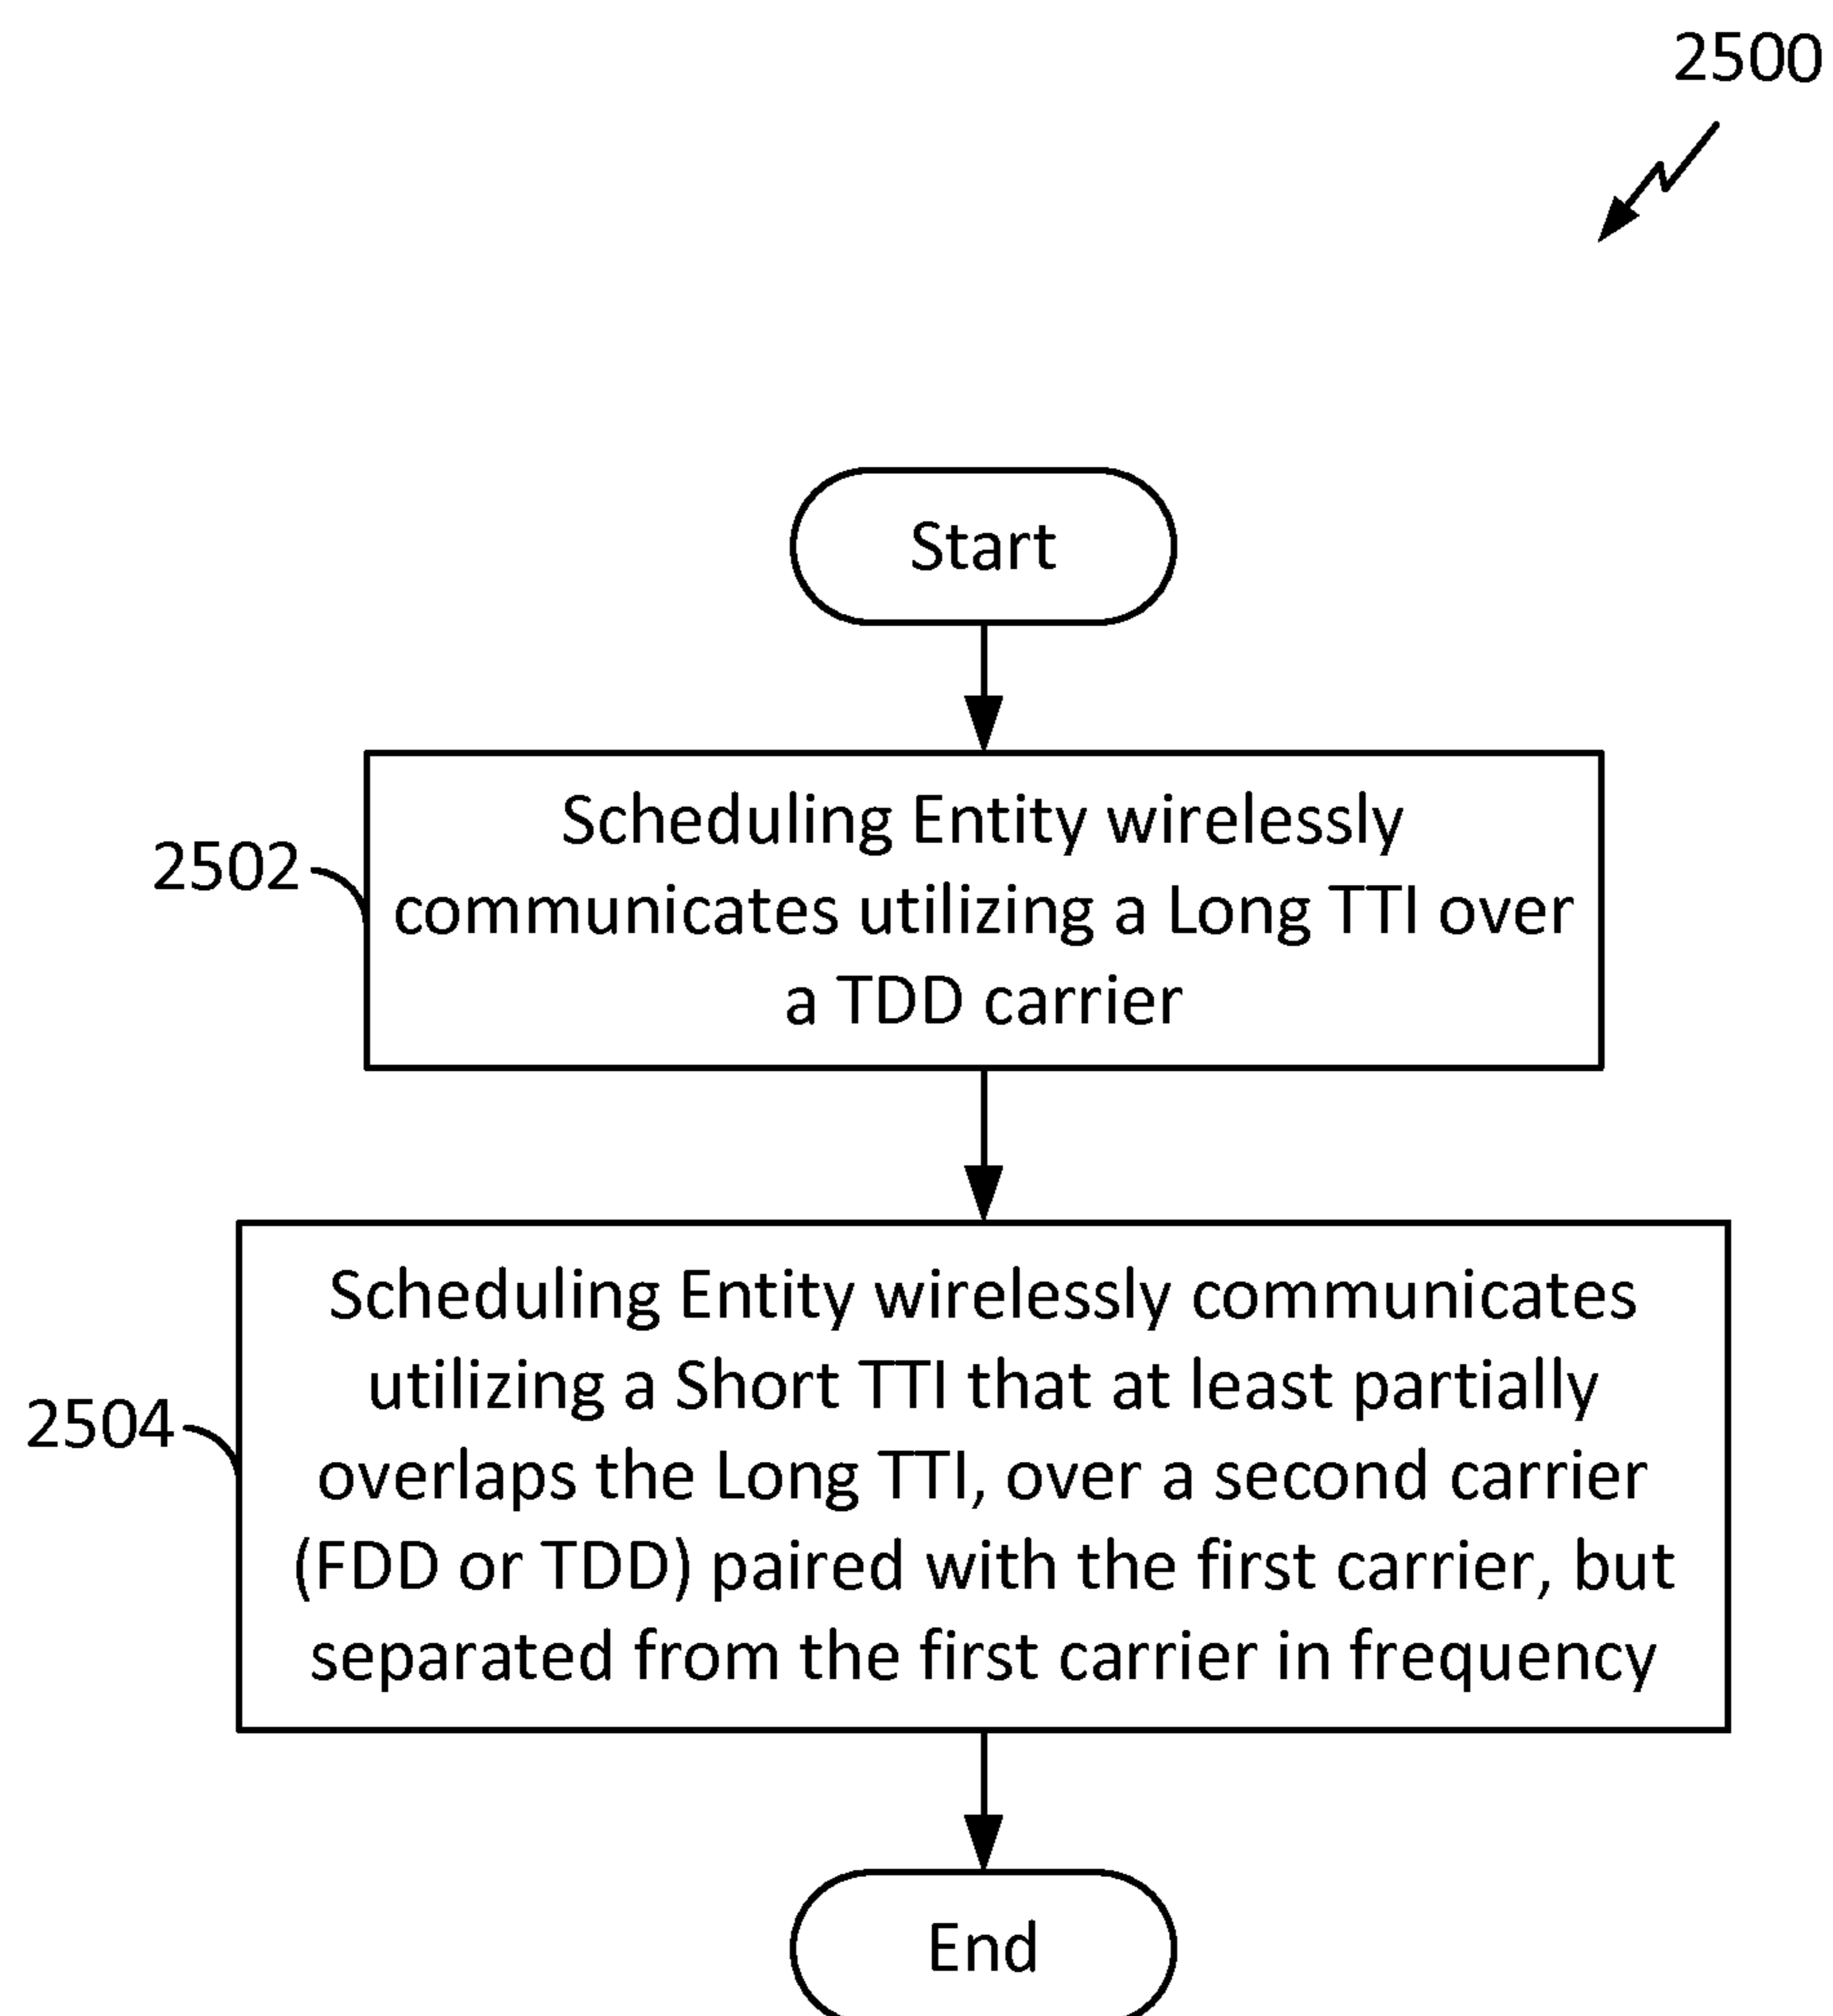 2500
Start
2502
Scheduling Entity wirelessly
communicates utilizing a Long TTI over
a TDD carrier
2504
Scheduling Entity wirelessly communicates
utilizing a Short TTI that at least partially
overlaps the Long TTI, over a second carrier
(FDD or TDD) paired with the first carrier, but
separated from the first carrier in frequency
End